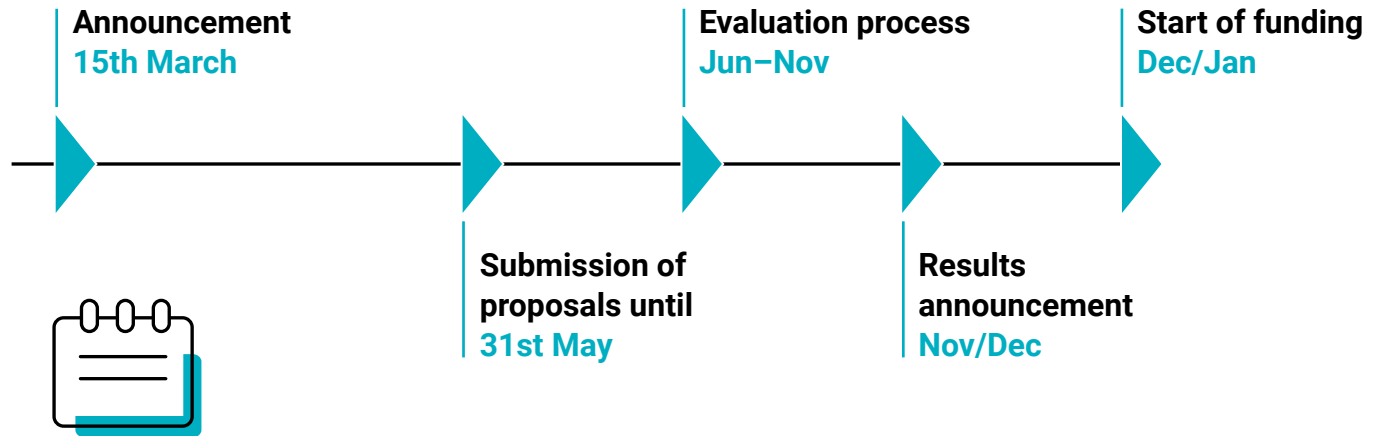 Announcement
15th March
Submission of
proposals until
31st May
Evaluation process
Jun–Nov
Results
announcement
Nov/Dec
Start of funding
Dec/Jan